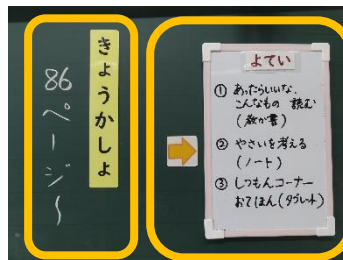 きょうかしょ
86ページ〜
よてい
① あったらいいな、
こんなもの 読む
(教か書)
② やさいを考える
(ノート)
③ しつもんコーナー
おてほん(タブレット)